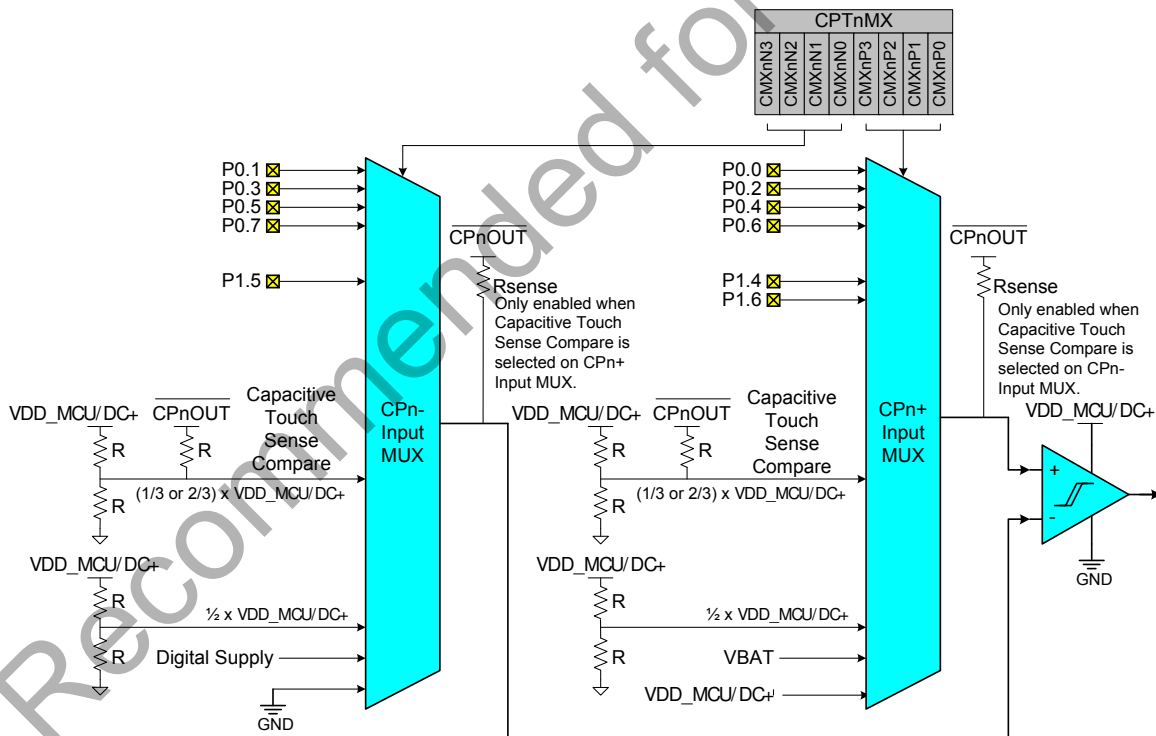 CPTnMX
CMXnN3
CMXnN2
CMXnN1
CMXnN0
CMXnP3
CMXnP2
CMXnP1
CMXnP0
P0.1
P0.3
P0.5
P0.7
P1.5
CPnOUT
Rsense
Only enabled when
Capacitive Touch
Sense Compare is
selected on CPn+
Input MUX.
VDD_MCU/DC+
CPnOUT
R
R
R
Capacitive
Touch
Sense
Compare
(1/3 or 2/3) x VDD_MCU/DC+
VDD_MCU/DC+
R
R
½ x VDD_MCU/DC+
Digital Supply
GND
CPn-
Input
MUX
P0.0
P0.2
P0.4
P0.6
P1.4
P1.6
CPnOUT
Rsense
Only enabled when
Capacitive Touch
Sense Compare is
selected on CPn-
Input MUX.
VDD_MCU/DC+
CPnOUT
R
R
R
Capacitive
Touch
Sense
Compare
(1/3 or 2/3) x VDD_MCU/DC+
VDD_MCU/DC+
R
R
½ x VDD_MCU/DC+
VBAT
VDD_MCU/DC+
CPn+
Input
MUX
VDD_MCU/DC+
+
-
GND
Recommended for